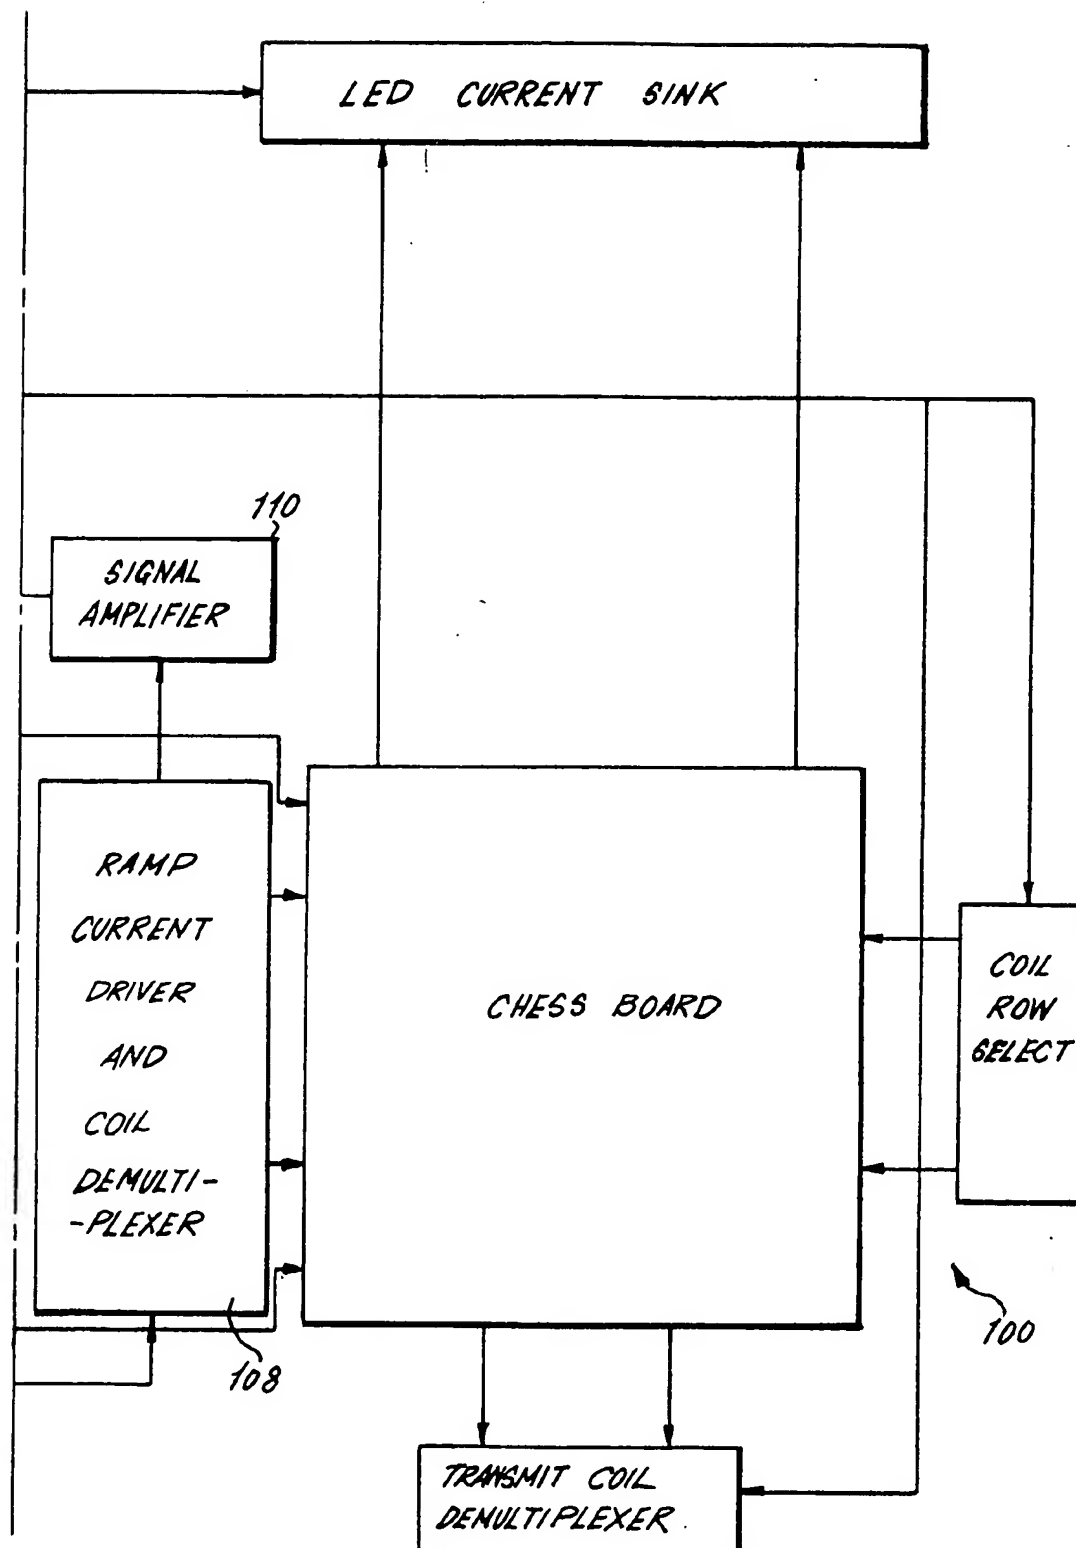 LED CURRENT SINK
110
SIGNAL
AMPLIFIER
RAMP
CURRENT
DRIVER
AND
COIL
DEMULTI-
-PLEXER
108
CHESS BOARD
COIL
ROW
SELECT
100
TRANSMIT COIL
DEMULTIPLEXER